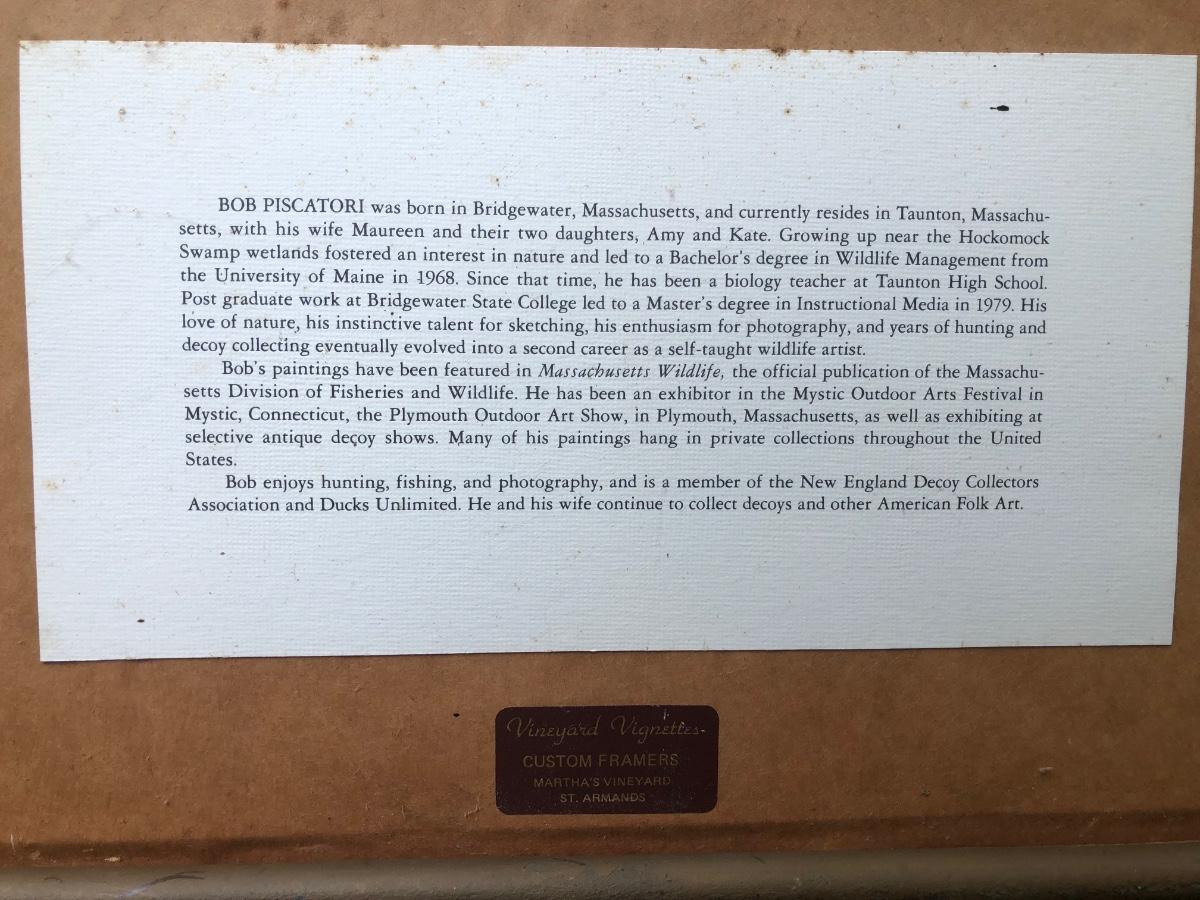 BOB PISCATORI was born in Bridgewater, Massachusetts, and currently resides in Taunton, Massachu-
setts, with his wife Maureen and their two daughters, Amy and Kate. Growing up near the Hockomock
Swamp wetlands fostered an interest in nature and led to a Bachelor's degree in Wildlife Management from
the University of Maine in 1968. Since that time, he has been a biology teacher at Taunton High School.
Post graduate work at Bridgewater State College led to a Master's degree in Instructional Media in 1979. His
love of nature, his instinctive talent for sketching, his enthusiasm for photography, and years of hunting and
decoy collecting eventually evolved into a second career as a self-taught wildlife artist.
Bob's paintings have been featured in Massachusetts Wildlife, the official publication of the Massachu-
setts Division of Fisheries and Wildlife. He has been an exhibitor in the Mystic Outdoor Arts Festival in
Mystic, Connecticut, the Plymouth Outdoor Art Show, in Plymouth, Massachusetts, as well as exhibiting at
selective antique decoy shows. Many of his paintings hang in private collections throughout the United
States.
Bob enjoys hunting, fishing, and photography, and is a member of the New England Decoy Collectors
Association and Ducks Unlimited. He and his wife continue to collect decoys and other American Folk Art.
Vineyard Vignettes
CUSTOM FRAMERS
MARTHA'S VINEYARD
ST. ARMANDS